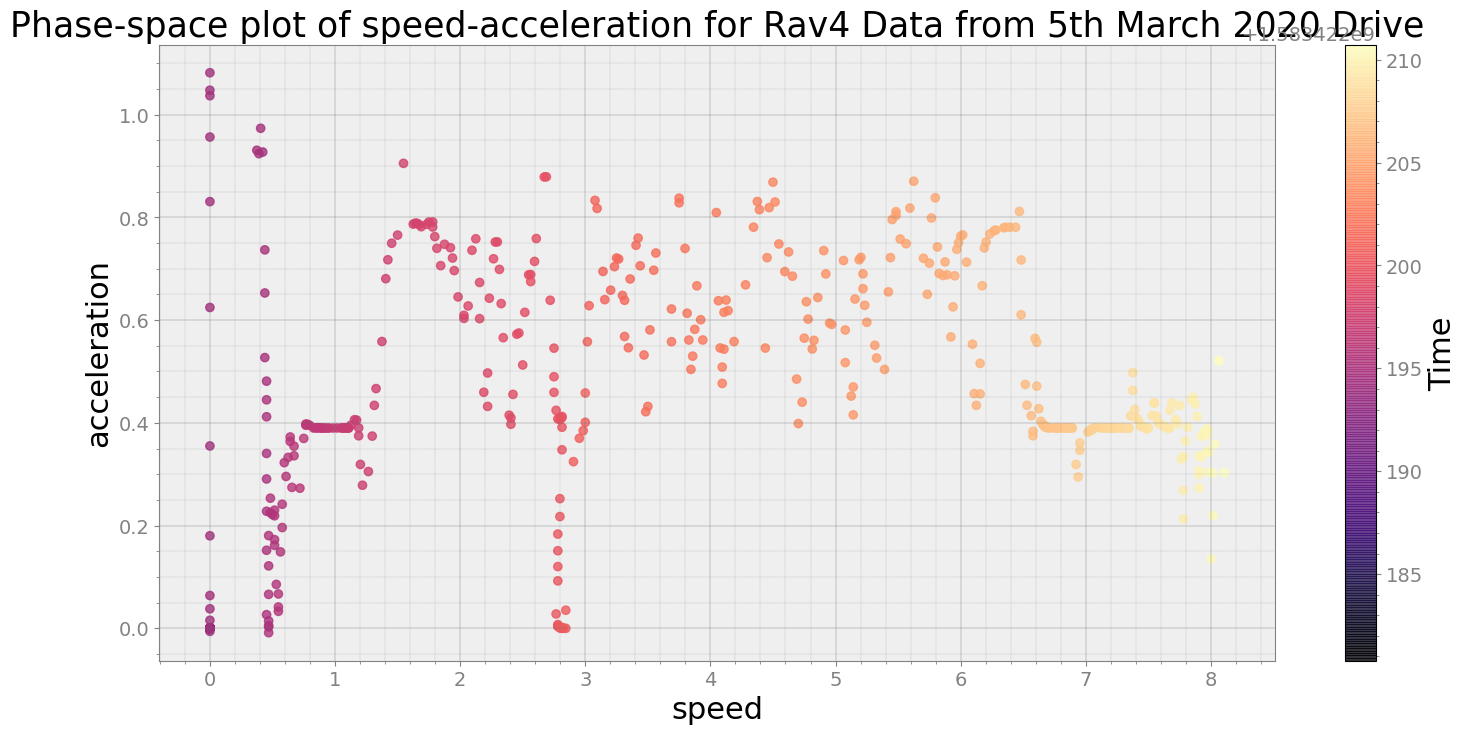 Phase-space plot of speed-acceleration for Rav4 Data from 5th March 2020 Drive
+1.583422e9
acceleration
1.0
0.8
0.6
0.4
0.2
0.0
0 1 2 3 4 5 6 7 8
speed
210
205
200
195
190
185
Time